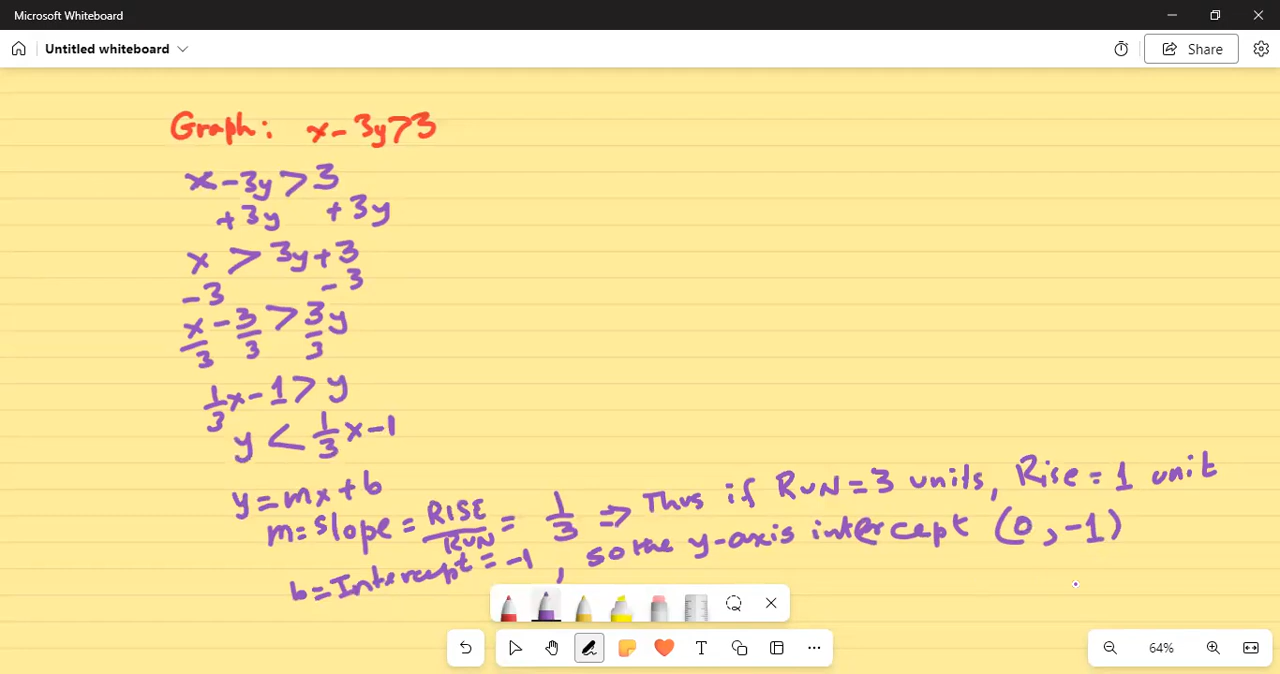 Microsoft Whiteboard
Untitled whiteboard
Share
Graph: x - 3y > 3
x - 3y > 3
+3y +3y
x > 3y + 3
-3 -3
x/3 - 3/3 > 3/3 y
1/3 x - 1 > y
y < 1/3 x - 1
y = mx + b
m = slope = RISE/RUN = 1/3 ⇒ Thus if RUN = 3 units, Rise = 1 unit
b = Intercept = -1, so the y-axis intercept (0, -1)
T
64%